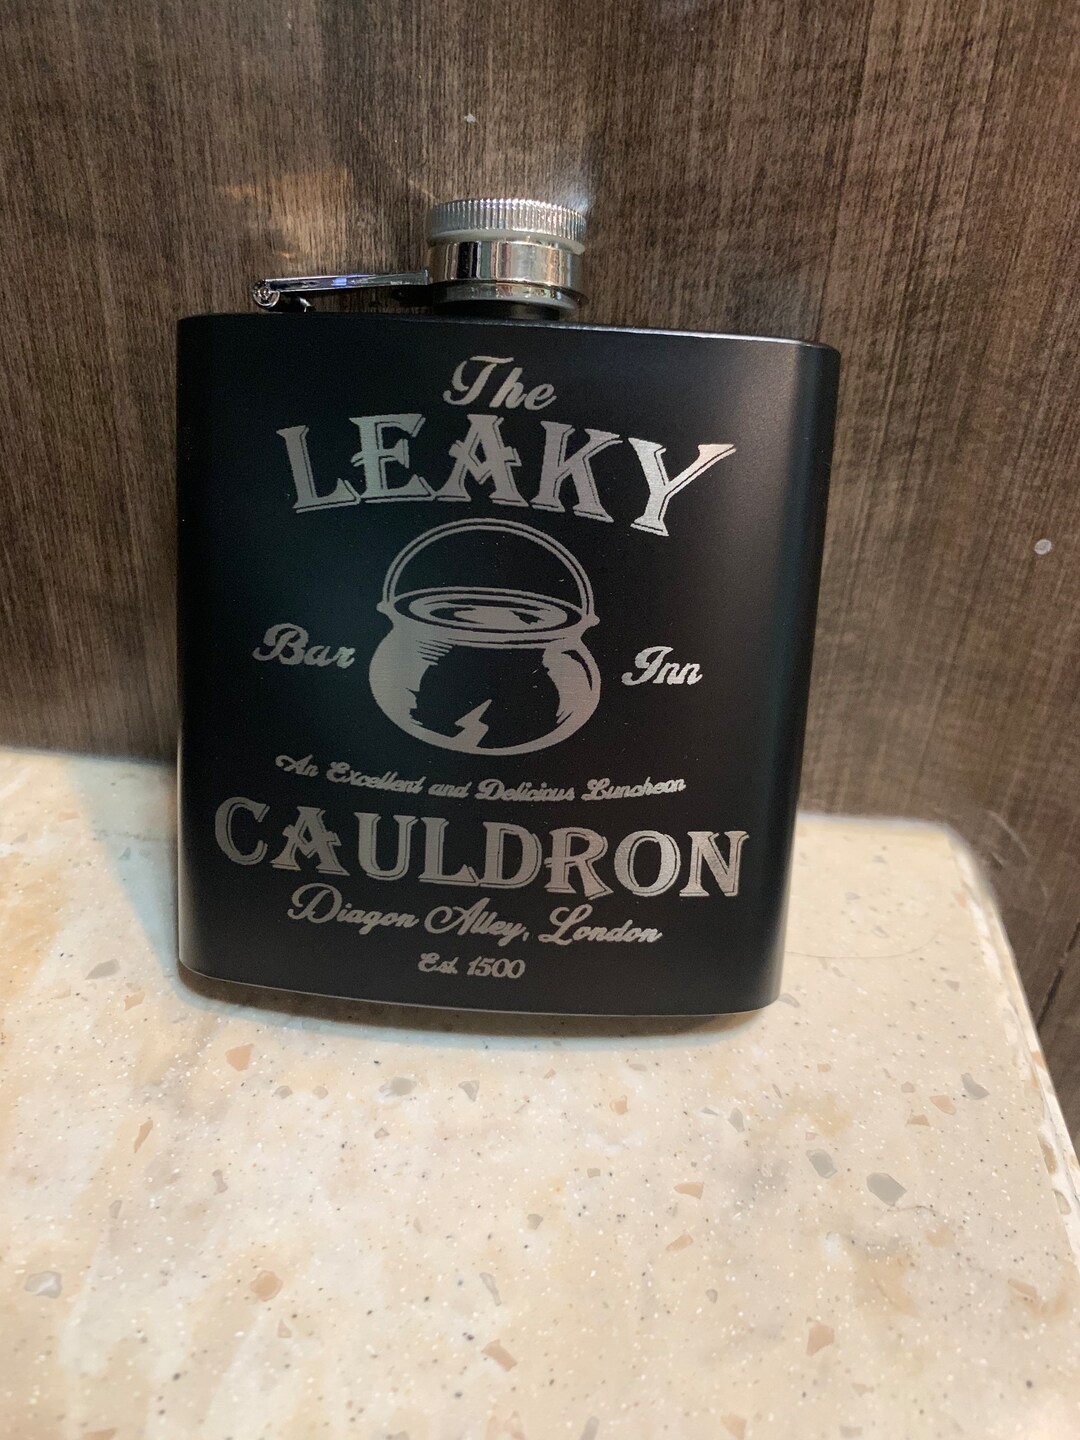 The
LEAKY
Bar Inn
An Excellent and Delicious Luncheon
CAULDRON
Diagon Alley, London
Est. 1500